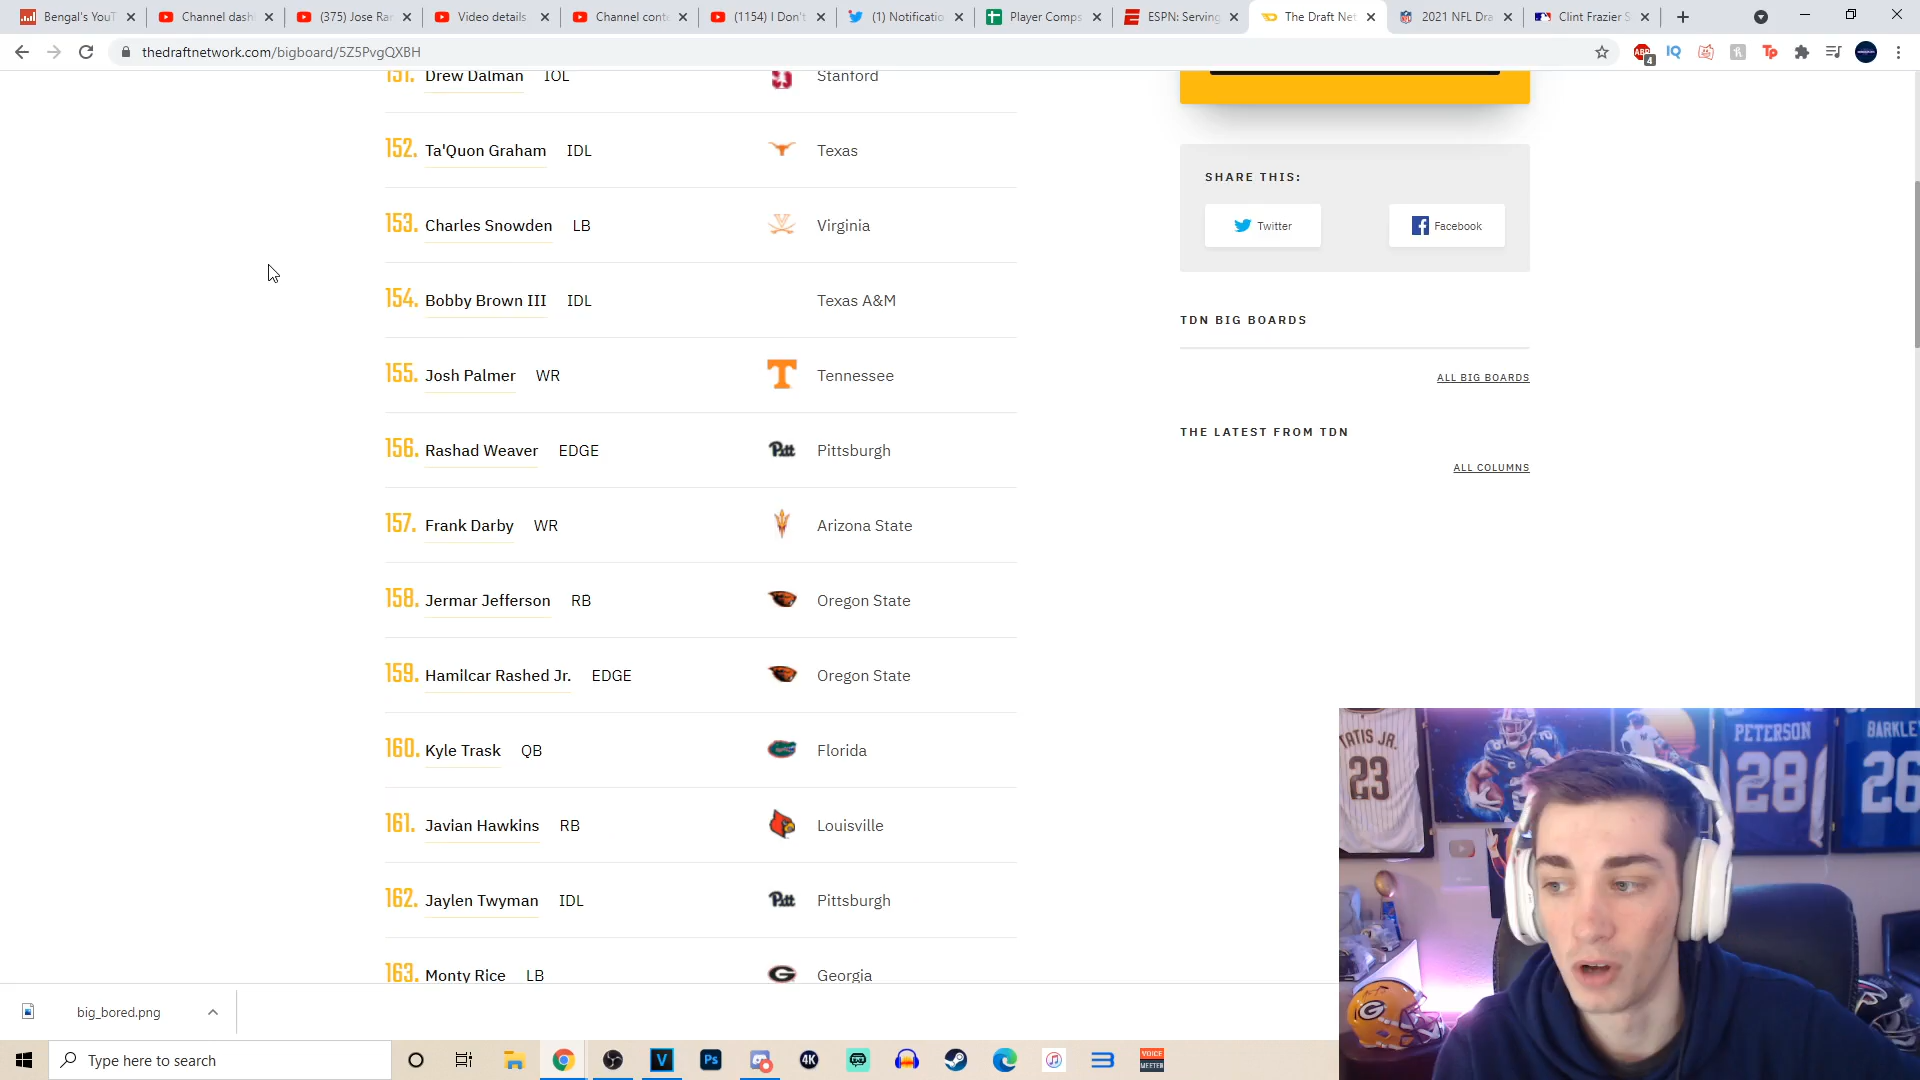 Bengal's YouT
Channel dash
(375) Jose Ra
Video details
Channel conte
(1154) I Don't
(1) Notificatio
Player Comps
ESPN: Serving
The Draft Net
2021 NFL Dra
Clint Frazier S
thedraftnetwork.com/bigboard/5Z5PvgQXBH
151. Drew Dalman IOL Stanford
152. Ta'Quon Graham IDL Texas
153. Charles Snowden LB Virginia
154. Bobby Brown III IDL Texas A&M
155. Josh Palmer WR Tennessee
156. Rashad Weaver EDGE Pitt Pittsburgh
157. Frank Darby WR Arizona State
158. Jermar Jefferson RB Oregon State
159. Hamilcar Rashed Jr. EDGE Oregon State
160. Kyle Trask QB Florida
161. Javian Hawkins RB Louisville
162. Jaylen Twyman IDL Pitt Pittsburgh
163. Monty Rice LB Georgia
SHARE THIS:
Twitter
Facebook
TDN BIG BOARDS
ALL BIG BOARDS
THE LATEST FROM TDN
ALL COLUMNS
TATIS JR.
23
PETERSON
28
BARKLE
26
big_bored.png
Type here to search
VOICE
MEETER